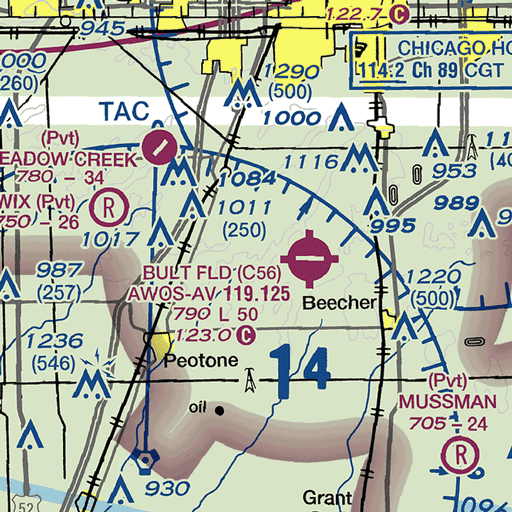 122.7 C
945
CHICAGO HO
114.2 Ch 89 CGT
000
(260)
1290
(500)
TAC
1000
(Pvt)
EADOW CREEK
780 - 34
1116
953
1084
WIX (Pvt)
750 - 26
1011
(250)
989
995
1017
987
(257)
BULT FLD (C56)
AWOS-AV 119.125
790 L 50
123.0 C
1220
(500)
Beecher
1236
(546)
Peotone
14
(Pvt)
MUSSMAN
705 - 24
oil
R
R
930
52
Grant
096